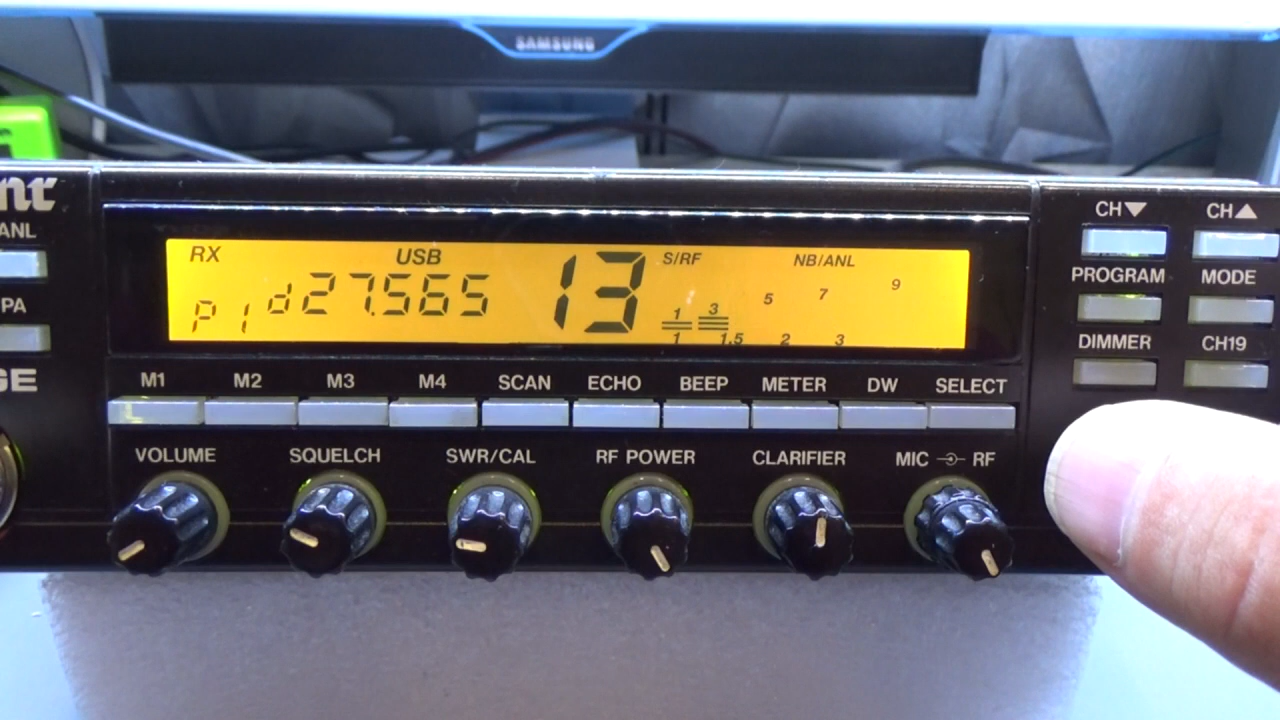 SAMSUNG
nt
ANL
PA
GE
RX USB S/RF NB/ANL
P1 d27.565 13 1 3 5 7 9
1 1.5 2 3
M1 M2 M3 M4 SCAN ECHO BEEP METER DW SELECT
VOLUME SQUELCH SWR/CAL RF POWER CLARIFIER MIC RF
CH▼ CH▲
PROGRAM MODE
DIMMER CH19